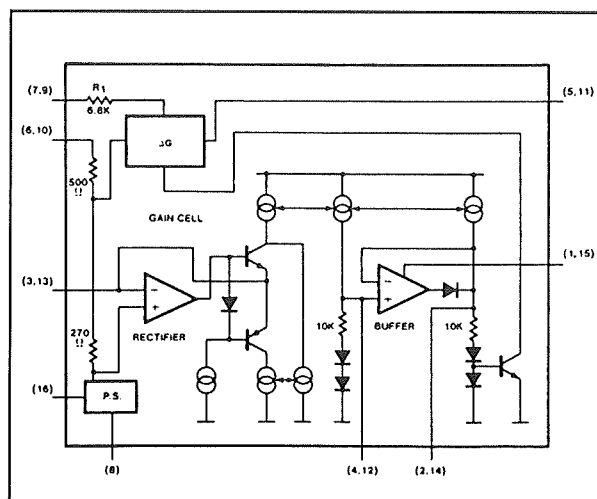 (7,9)
R1
6.8K
(5,11)
(6,10)
ΔG
500
Ω
GAIN CELL
(3,13)
(1,15)
−
+
RECTIFIER
−
+
BUFFER
10K
10K
270
Ω
(16)
P.S.
(8)
(4,12)
(2,14)